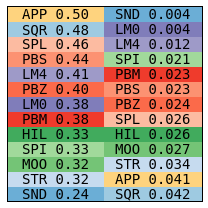 APP 0.50 SND 0.004
SQR 0.48 LM0 0.004
SPL 0.46 LM4 0.012
PBS 0.44 SPI 0.021
LM4 0.41 PBM 0.023
PBZ 0.40 PBS 0.023
LM0 0.38 PBZ 0.024
PBM 0.38 SPL 0.026
HIL 0.33 HIL 0.026
SPI 0.33 MOO 0.027
MOO 0.32 STR 0.034
STR 0.32 APP 0.041
SND 0.24 SQR 0.042